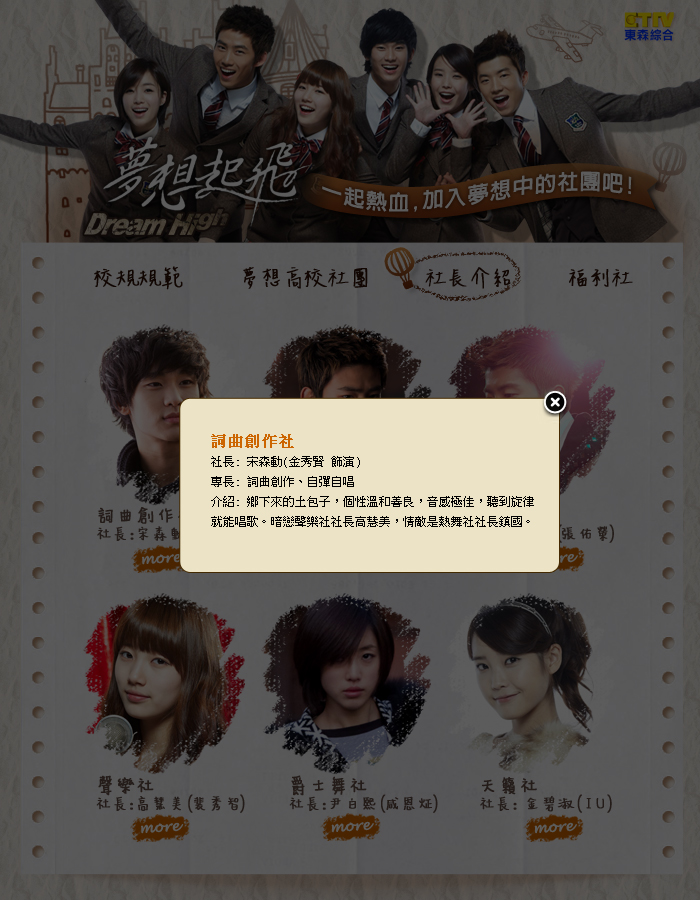 GTTV
東森綜合
夢想起飛
Dream High
一起熱血,加入夢想中的社團吧!
校規規範
夢想高校社團
社長介紹
福利社
詞曲創作社
社長: 宋森動(金秀賢 飾演)
專長: 詞曲創作、自彈自唱
介紹: 鄉下來的土包子，個性溫和善良，音感極佳，聽到旋律
就能唱歌。暗戀聲樂社社長高慧美，情敵是熱舞社社長鎮國。
詞曲創作
社長:宋森
張佑赫)
more
聲樂社
社長:高慧美(裴秀智)
more
爵士舞社
社長:尹白熙(咸恩炡)
more
天籟社
社長:金碧淑(IU)
more